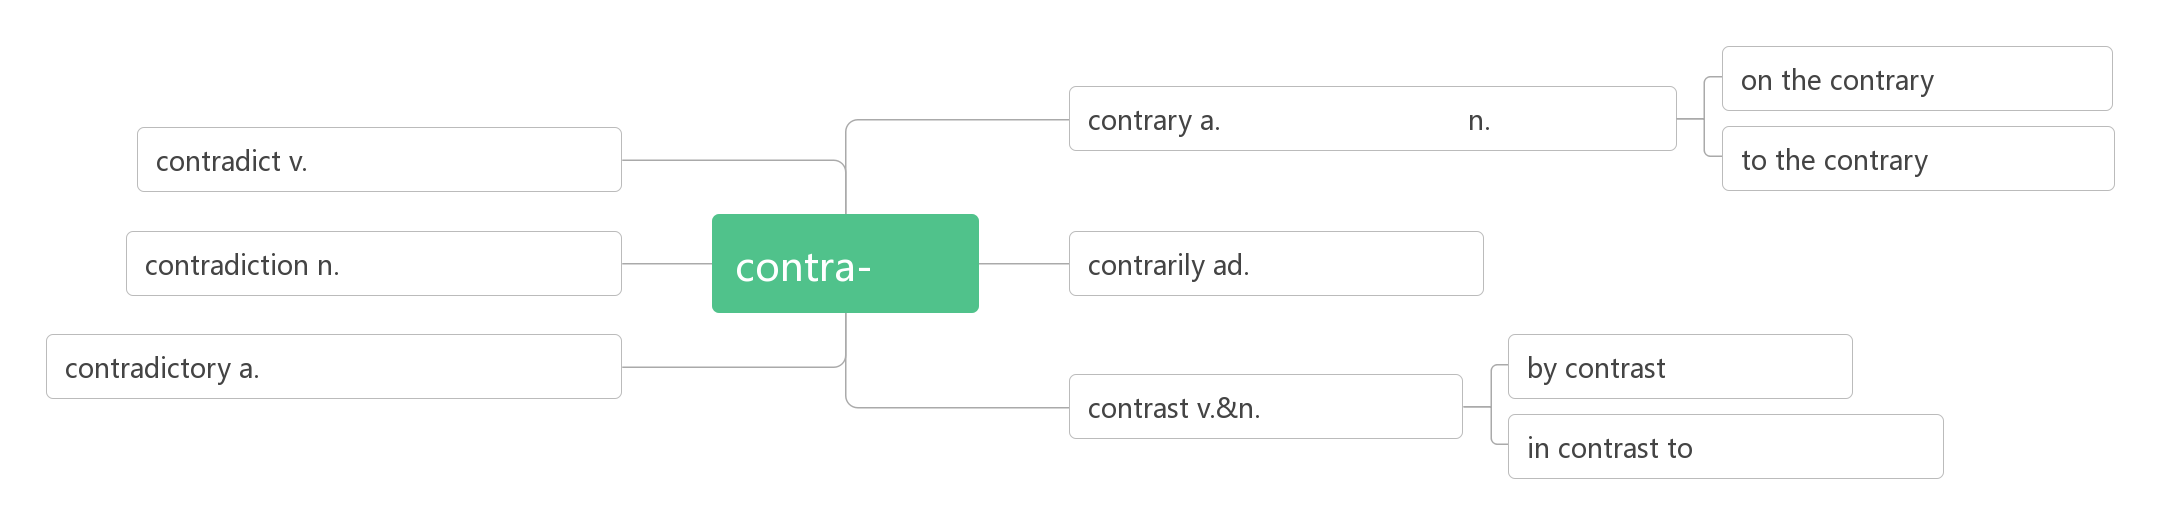 contra-
contrary a. n.
on the contrary
to the contrary
contrarily ad.
contrast v.&n.
by contrast
in contrast to
contradict v.
contradiction n.
contradictory a.